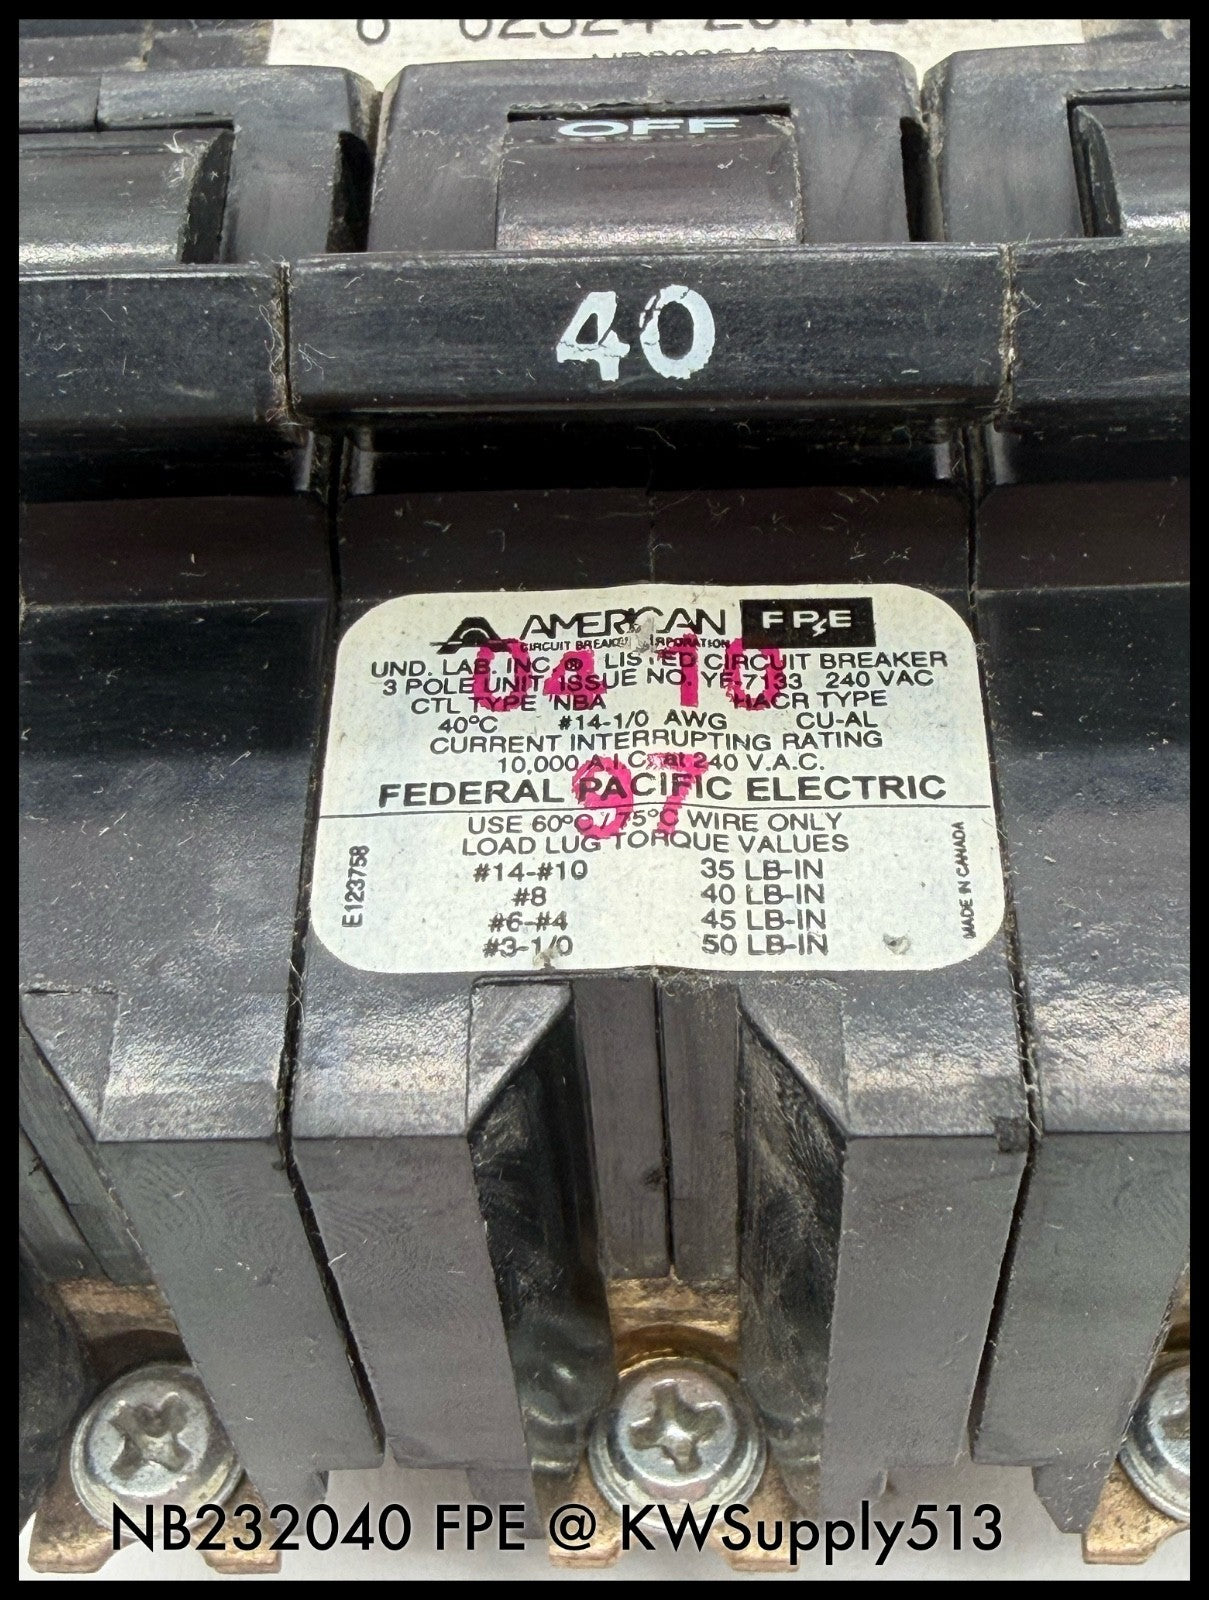 OFF
40
AMERICAN FPE
CIRCUIT BREAKER CORPORATION
UND. LAB. INC.® LISTED CIRCUIT BREAKER
3 POLE UNIT, ISSUE NO. YE-7133 240 VAC
CTL TYPE NBA HACR TYPE
04 10
40°C #14-1/0 AWG CU-AL
CURRENT INTERRUPTING RATING
10,000 A.I.C. at 240 V.A.C.
97
FEDERAL PACIFIC ELECTRIC
USE 60°C / 75°C WIRE ONLY
LOAD LUG TORQUE VALUES
#14-#10 35 LB-IN
#8 40 LB-IN
#6-#4 45 LB-IN
#3-1/0 50 LB-IN
E123758
MADE IN CANADA
NB232040 FPE @ KWSupply513